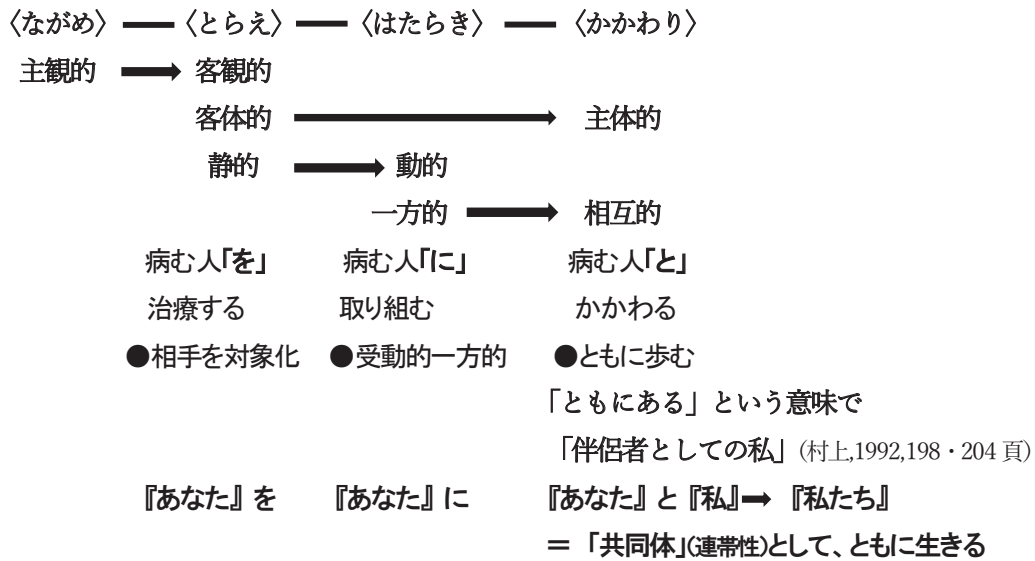 〈ながめ〉 ── 〈とらえ〉 ── 〈はたらき〉 ── 〈かかわり〉
主観的 ➡ 客観的
客体的 ➡ 主体的
静的 ➡ 動的
一方的 ➡ 相互的
病む人「を」 病む人「に」 病む人「と」
治療する 取り組む かかわる
●相手を対象化 ●受動的一方的 ●ともに歩む
「ともにある」という意味で
「伴侶者としての私」(村上,1992,198・204 頁)
『あなた』を 『あなた』に 『あなた』と『私』➡ 『私たち』
＝「共同体」(連帯性)として、ともに生きる